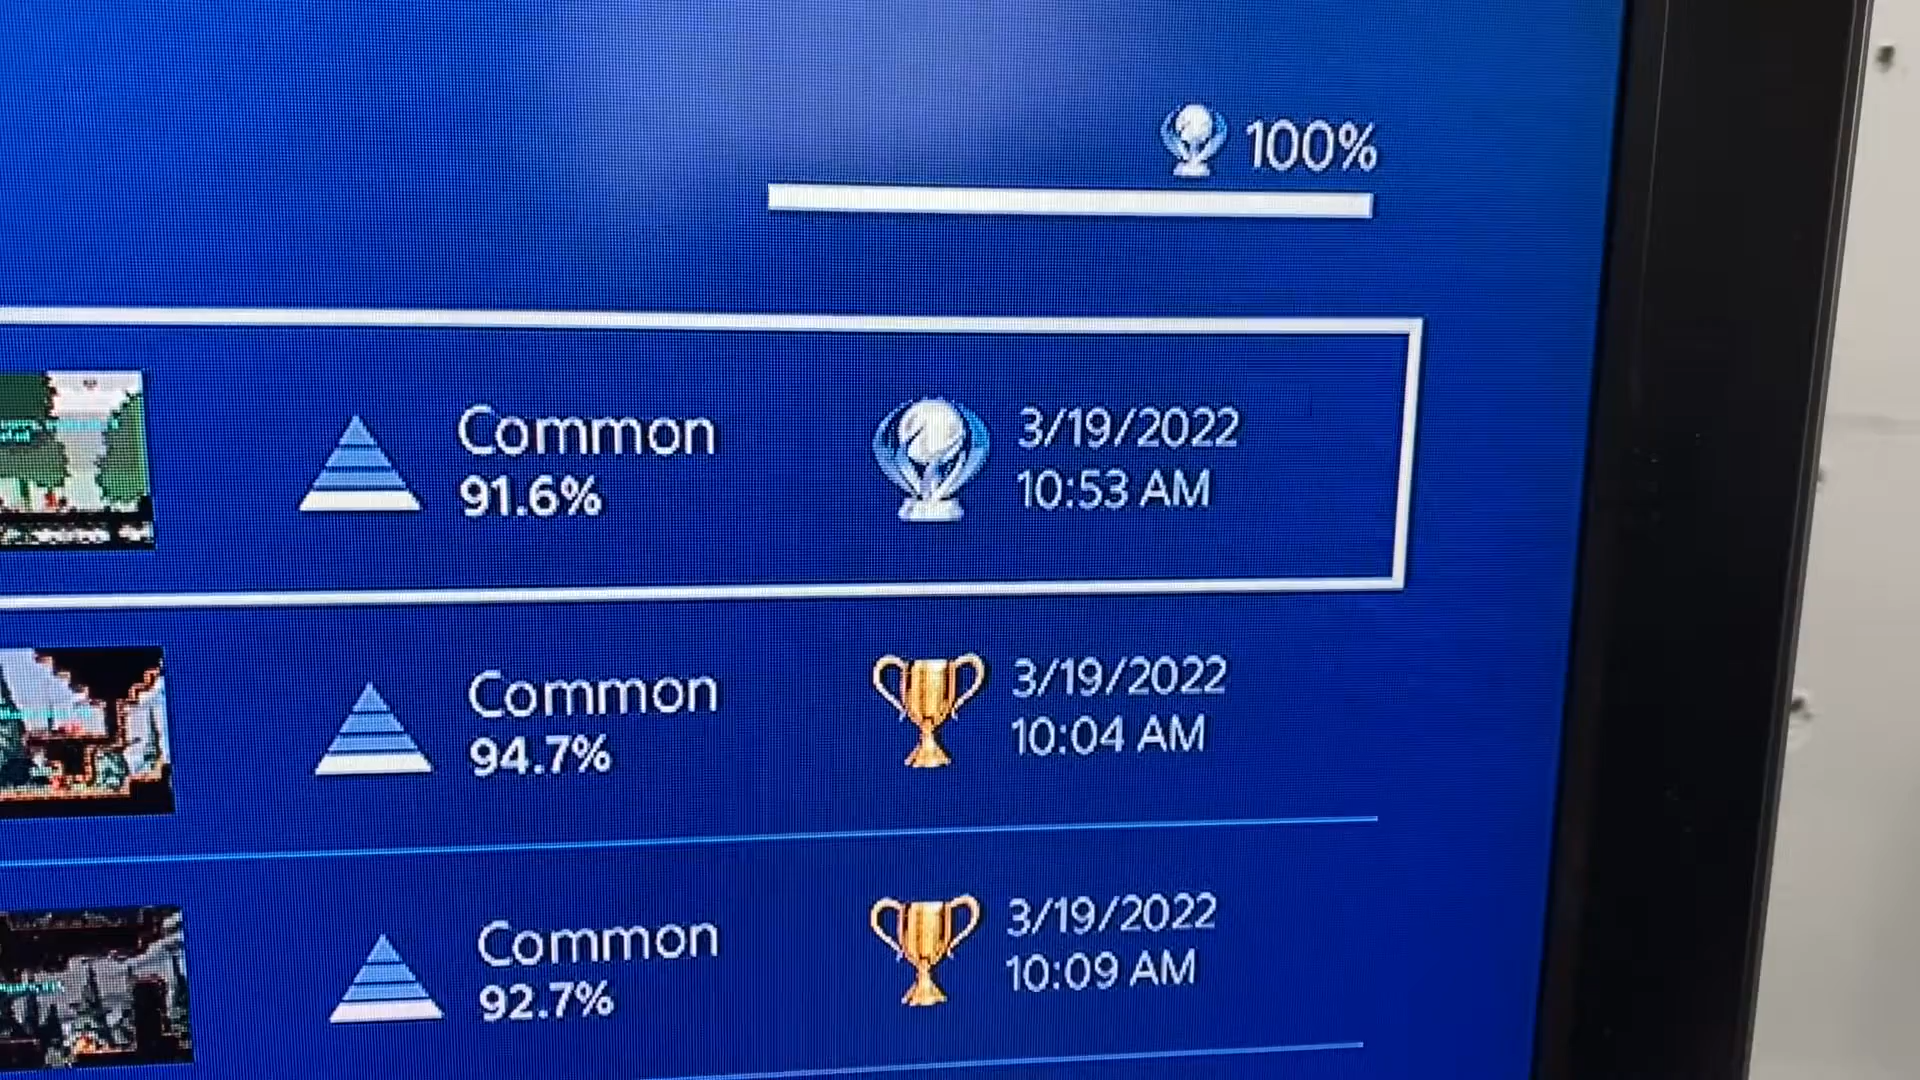 100%
Common
91.6%
3/19/2022
10:53 AM
Common
94.7%
3/19/2022
10:04 AM
Common
92.7%
3/19/2022
10:09 AM